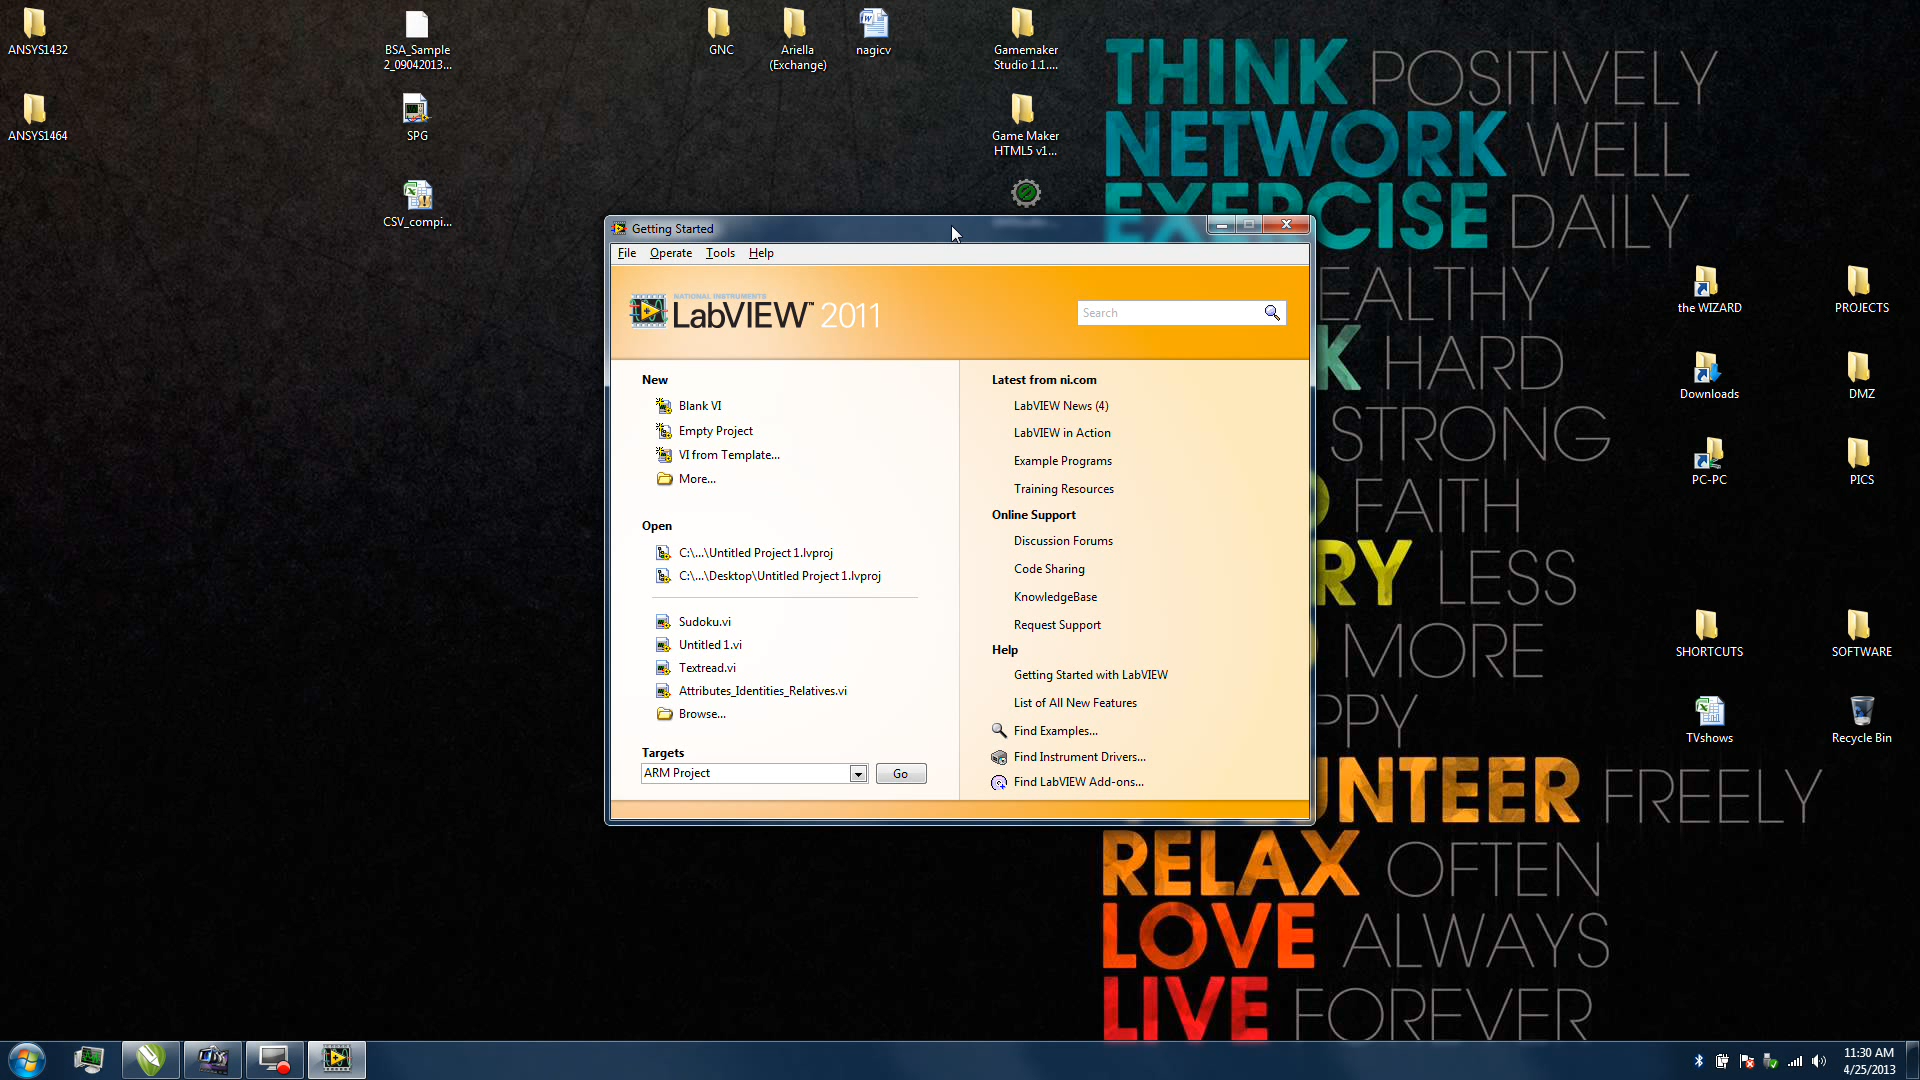 ANSYS1432
ANSYS1464
BSA_Sample
2_09042013...
SPG
CSV_compi...
GNC
Ariella
(Exchange)
nagicv
Gamemaker
Studio 1.1....
Game Maker
HTML5 v1...
THINK POSITIVELY
NETWORK WELL
EXERCISE DAILY
EALTHY
K HARD
STRONG
FAITH
RY LESS
MORE
PPY
UNTEER FREELY
RELAX OFTEN
LOVE ALWAYS
LIVE FOREVER
Getting Started
File Operate Tools Help
NATIONAL INSTRUMENTS
LabVIEW™ 2011
Search
New
Blank VI
Empty Project
VI from Template...
More...
Open
C:\...\Untitled Project 1.lvproj
C:\...\Desktop\Untitled Project 1.lvproj
Sudoku.vi
Untitled 1.vi
Textread.vi
Attributes_Identities_Relatives.vi
Browse...
Targets
ARM Project
Go
Latest from ni.com
LabVIEW News (4)
LabVIEW in Action
Example Programs
Training Resources
Online Support
Discussion Forums
Code Sharing
KnowledgeBase
Request Support
Help
Getting Started with LabVIEW
List of All New Features
Find Examples...
Find Instrument Drivers...
Find LabVIEW Add-ons...
the WIZARD
PROJECTS
Downloads
DMZ
PC-PC
PICS
SHORTCUTS
SOFTWARE
TVshows
Recycle Bin
11:30 AM
4/25/2013